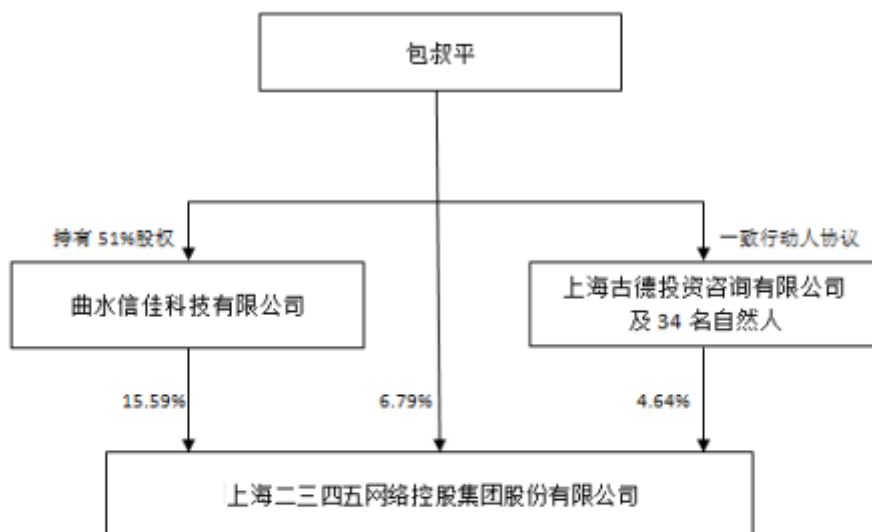 包叔平
持有 51%股权
一致行动人协议
曲水信佳科技有限公司
上海古德投资咨询有限公司
及 34 名自然人
15.59%
6.79%
4.64%
上海二三四五网络控股集团股份有限公司